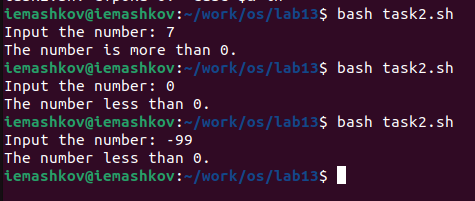 iemashkov@iemashkov:~/work/os/lab13$ bash task2.sh
Input the number: 7
The number is more than 0.
iemashkov@iemashkov:~/work/os/lab13$ bash task2.sh
Input the number: 0
The number less than 0.
iemashkov@iemashkov:~/work/os/lab13$ bash task2.sh
Input the number: -99
The number less than 0.
iemashkov@iemashkov:~/work/os/lab13$